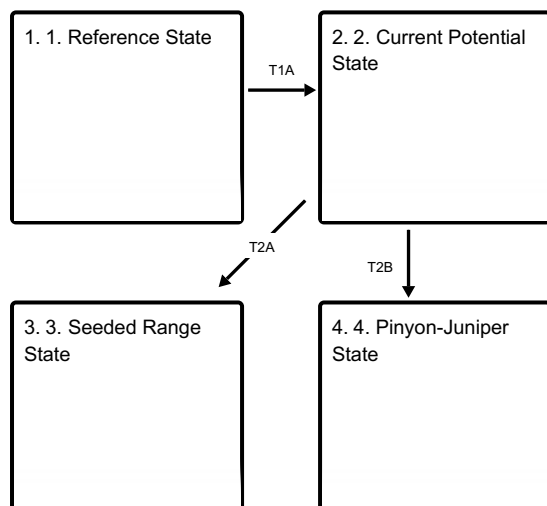 1. 1. Reference State
2. 2. Current Potential
State
T1A
T2A
T2B
3. 3. Seeded Range
State
4. 4. Pinyon-Juniper
State